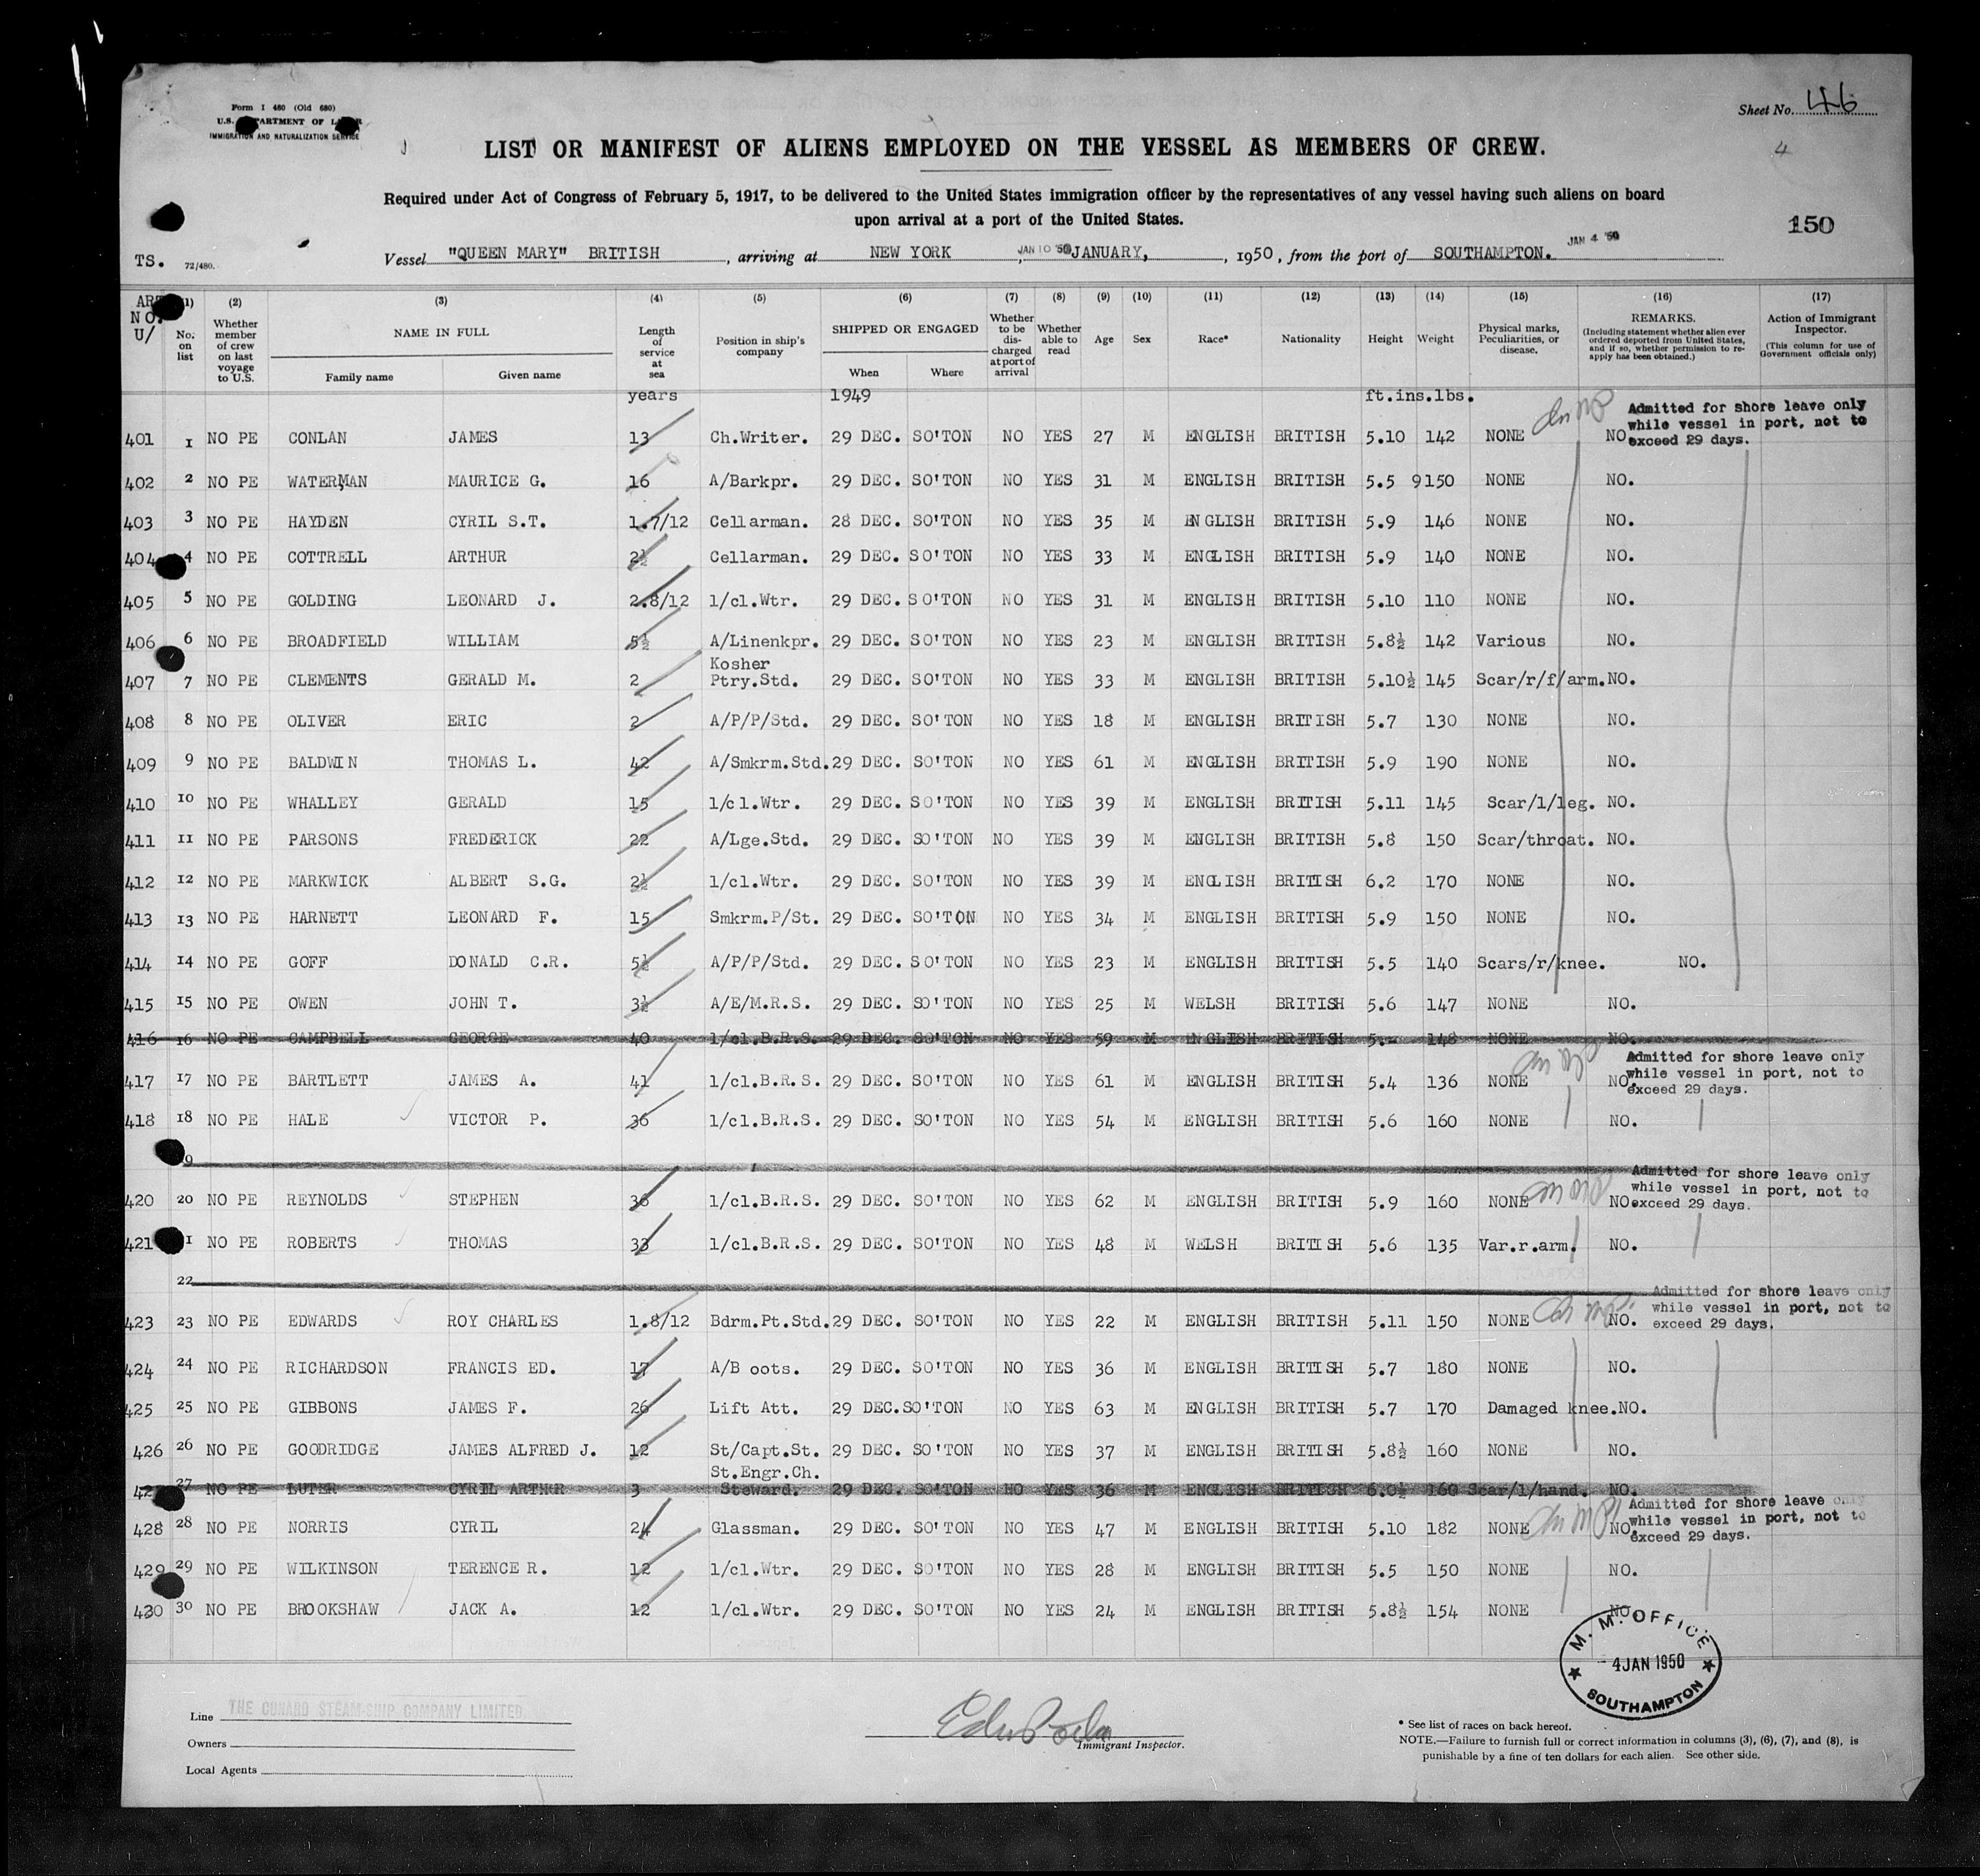 Form I 480 (Old 680)
U.S. DEPARTMENT OF LABOR
IMMIGRATION AND NATURALIZATION SERVICE
Sheet No. 46
4
LIST OR MANIFEST OF ALIENS EMPLOYED ON THE VESSEL AS MEMBERS OF CREW.
Required under Act of Congress of February 5, 1917, to be delivered to the United States immigration officer by the representatives of any vessel having such aliens on board
upon arrival at a port of the United States.
150
TS. 72/480. Vessel "QUEEN MARY" BRITISH, arriving at NEW YORK, JAN 10 '50 JANUARY, , 1950, from the port of SOUTHAMPTON. JAN 4 '50
ART NO. U/ (1) No. on list (2) Whether member of crew on last voyage to U.S. (3) NAME IN FULL Family name Given name (4) Length of service at sea (5) Position in ship's company (6) SHIPPED OR ENGAGED When Where (7) Whether to be discharged at port of arrival (8) Whether able to read (9) Age (10) Sex (11) Race* (12) Nationality (13) Height (14) Weight (15) Physical marks, Peculiarities, or disease. (16) REMARKS. (Including statement whether alien ever ordered deported from United States, and if so, whether permission to re-apply has been obtained.) (17) Action of Immigrant Inspector. (This column for use of Government officials only)
years 1949 ft.ins.lbs.
401 1 NO PE CONLAN JAMES 13 Ch.Writer. 29 DEC. SO'TON NO YES 27 M ENGLISH BRITISH 5.10 142 NONE NO. Admitted for shore leave only while vessel in port, not to exceed 29 days.
402 2 NO PE WATERMAN MAURICE G. 16 A/Barkpr. 29 DEC. SO'TON NO YES 31 M ENGLISH BRITISH 5.5 9150 NONE NO.
403 3 NO PE HAYDEN CYRIL S.T. 1.7/12 Cellarman. 28 DEC. SO'TON NO YES 35 M ENGLISH BRITISH 5.9 146 NONE NO.
404 4 NO PE COTTRELL ARTHUR 2½ Cellarman. 29 DEC. SO'TON NO YES 33 M ENGLISH BRITISH 5.9 140 NONE NO.
405 5 NO PE GOLDING LEONARD J. 2.8/12 1/cl.Wtr. 29 DEC. SO'TON NO YES 31 M ENGLISH BRITISH 5.10 110 NONE NO.
406 6 NO PE BROADFIELD WILLIAM 5½ A/Linenkpr. 29 DEC. SO'TON NO YES 23 M ENGLISH BRITISH 5.8½ 142 Various NO.
407 7 NO PE CLEMENTS GERALD M. 2 Kosher Ptry.Std. 29 DEC. SO'TON NO YES 33 M ENGLISH BRITISH 5.10½ 145 Scar/r/f/arm. NO.
408 8 NO PE OLIVER ERIC 2 A/P/P/Std. 29 DEC. SO'TON NO YES 18 M ENGLISH BRITISH 5.7 130 NONE NO.
409 9 NO PE BALDWIN THOMAS L. 42 A/Smkrm.Std. 29 DEC. SO'TON NO YES 61 M ENGLISH BRITISH 5.9 190 NONE NO.
410 10 NO PE WHALLEY GERALD 15 1/cl.Wtr. 29 DEC. SO'TON NO YES 39 M ENGLISH BRITISH 5.11 145 Scar/l/leg. NO.
411 11 NO PE PARSONS FREDERICK 22 A/Lge.Std. 29 DEC. SO'TON NO YES 39 M ENGLISH BRITISH 5.8 150 Scar/throat. NO.
412 12 NO PE MARKWICK ALBERT S.G. 2½ 1/cl.Wtr. 29 DEC. SO'TON NO YES 39 M ENGLISH BRITISH 6.2 170 NONE NO.
413 13 NO PE HARNETT LEONARD F. 15 Smkrm.P/St. 29 DEC. SO'TON NO YES 34 M ENGLISH BRITISH 5.9 150 NONE NO.
414 14 NO PE GOFF DONALD C.R. 5½ A/P/P/Std. 29 DEC. SO'TON NO YES 23 M ENGLISH BRITISH 5.5 140 Scars/r/knee. NO.
415 15 NO PE OWEN JOHN T. 3½ A/E/M.R.S. 29 DEC. SO'TON NO YES 25 M WELSH BRITISH 5.6 147 NONE NO.
416 16 NO PE CAMPBELL GEORGE 40 1/cl.B.R.S. 29 DEC. SO'TON NO YES 59 M ENGLISH BRITISH 5.- 148 NONE NO.
417 17 NO PE BARTLETT JAMES A. 41 1/cl.B.R.S. 29 DEC. SO'TON NO YES 61 M ENGLISH BRITISH 5.4 136 NONE NO. Admitted for shore leave only while vessel in port, not to exceed 29 days.
418 18 NO PE HALE VICTOR P. 36 1/cl.B.R.S. 29 DEC. SO'TON NO YES 54 M ENGLISH BRITISH 5.6 160 NONE NO.
9
420 20 NO PE REYNOLDS STEPHEN 36 1/cl.B.R.S. 29 DEC. SO'TON NO YES 62 M ENGLISH BRITISH 5.9 160 NONE NO. Admitted for shore leave only while vessel in port, not to exceed 29 days.
421 1 NO PE ROBERTS THOMAS 33 1/cl.B.R.S. 29 DEC. SO'TON NO YES 48 M WELSH BRITISH 5.6 135 Var.r.arm. NO.
22
423 23 NO PE EDWARDS ROY CHARLES 1.8/12 Bdrm.Pt.Std. 29 DEC. SO'TON NO YES 22 M ENGLISH BRITISH 5.11 150 NONE NO. Admitted for shore leave only while vessel in port, not to exceed 29 days.
424 24 NO PE RICHARDSON FRANCIS ED. 17 A/B oots. 29 DEC. SO'TON NO YES 36 M ENGLISH BRITISH 5.7 180 NONE NO.
425 25 NO PE GIBBONS JAMES F. 26 Lift Att. 29 DEC. SO'TON NO YES 63 M ENGLISH BRITISH 5.7 170 Damaged knee. NO.
426 26 NO PE GOODRIDGE JAMES ALFRED J. 12 St/Capt.St. 29 DEC. SO'TON NO YES 37 M ENGLISH BRITISH 5.8½ 160 NONE NO.
427 27 NO PE LUTER CYRIL ARTHUR 3 St.Engr.Ch. Steward. 29 DEC. SO'TON NO YES 36 M ENGLISH BRITISH 6.0½ 160 Scar/l/hand. NO.
428 28 NO PE NORRIS CYRIL 24 Glassman. 29 DEC. SO'TON NO YES 47 M ENGLISH BRITISH 5.10 182 NONE NO. Admitted for shore leave only while vessel in port, not to exceed 29 days.
429 29 NO PE WILKINSON TERENCE R. 12 1/cl.Wtr. 29 DEC. SO'TON NO YES 28 M ENGLISH BRITISH 5.5 150 NONE NO.
430 30 NO PE BROOKSHAW JACK A. 12 1/cl.Wtr. 29 DEC. SO'TON NO YES 24 M ENGLISH BRITISH 5.8½ 154 NONE NO.
M. M. OFFICE
4 JAN 1950
SOUTHAMPTON
Line THE CUNARD STEAM-SHIP COMPANY LIMITED
Owners
Local Agents
Immigrant Inspector.
* See list of races on back hereof.
NOTE.—Failure to furnish full or correct information in columns (3), (6), (7), and (8), is
punishable by a fine of ten dollars for each alien. See other side.